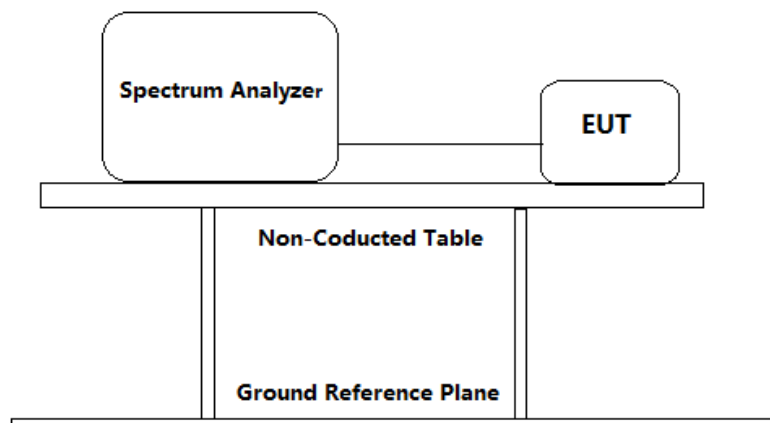 Spectrum Analyzer
EUT
Non-Coducted Table
Ground Reference Plane